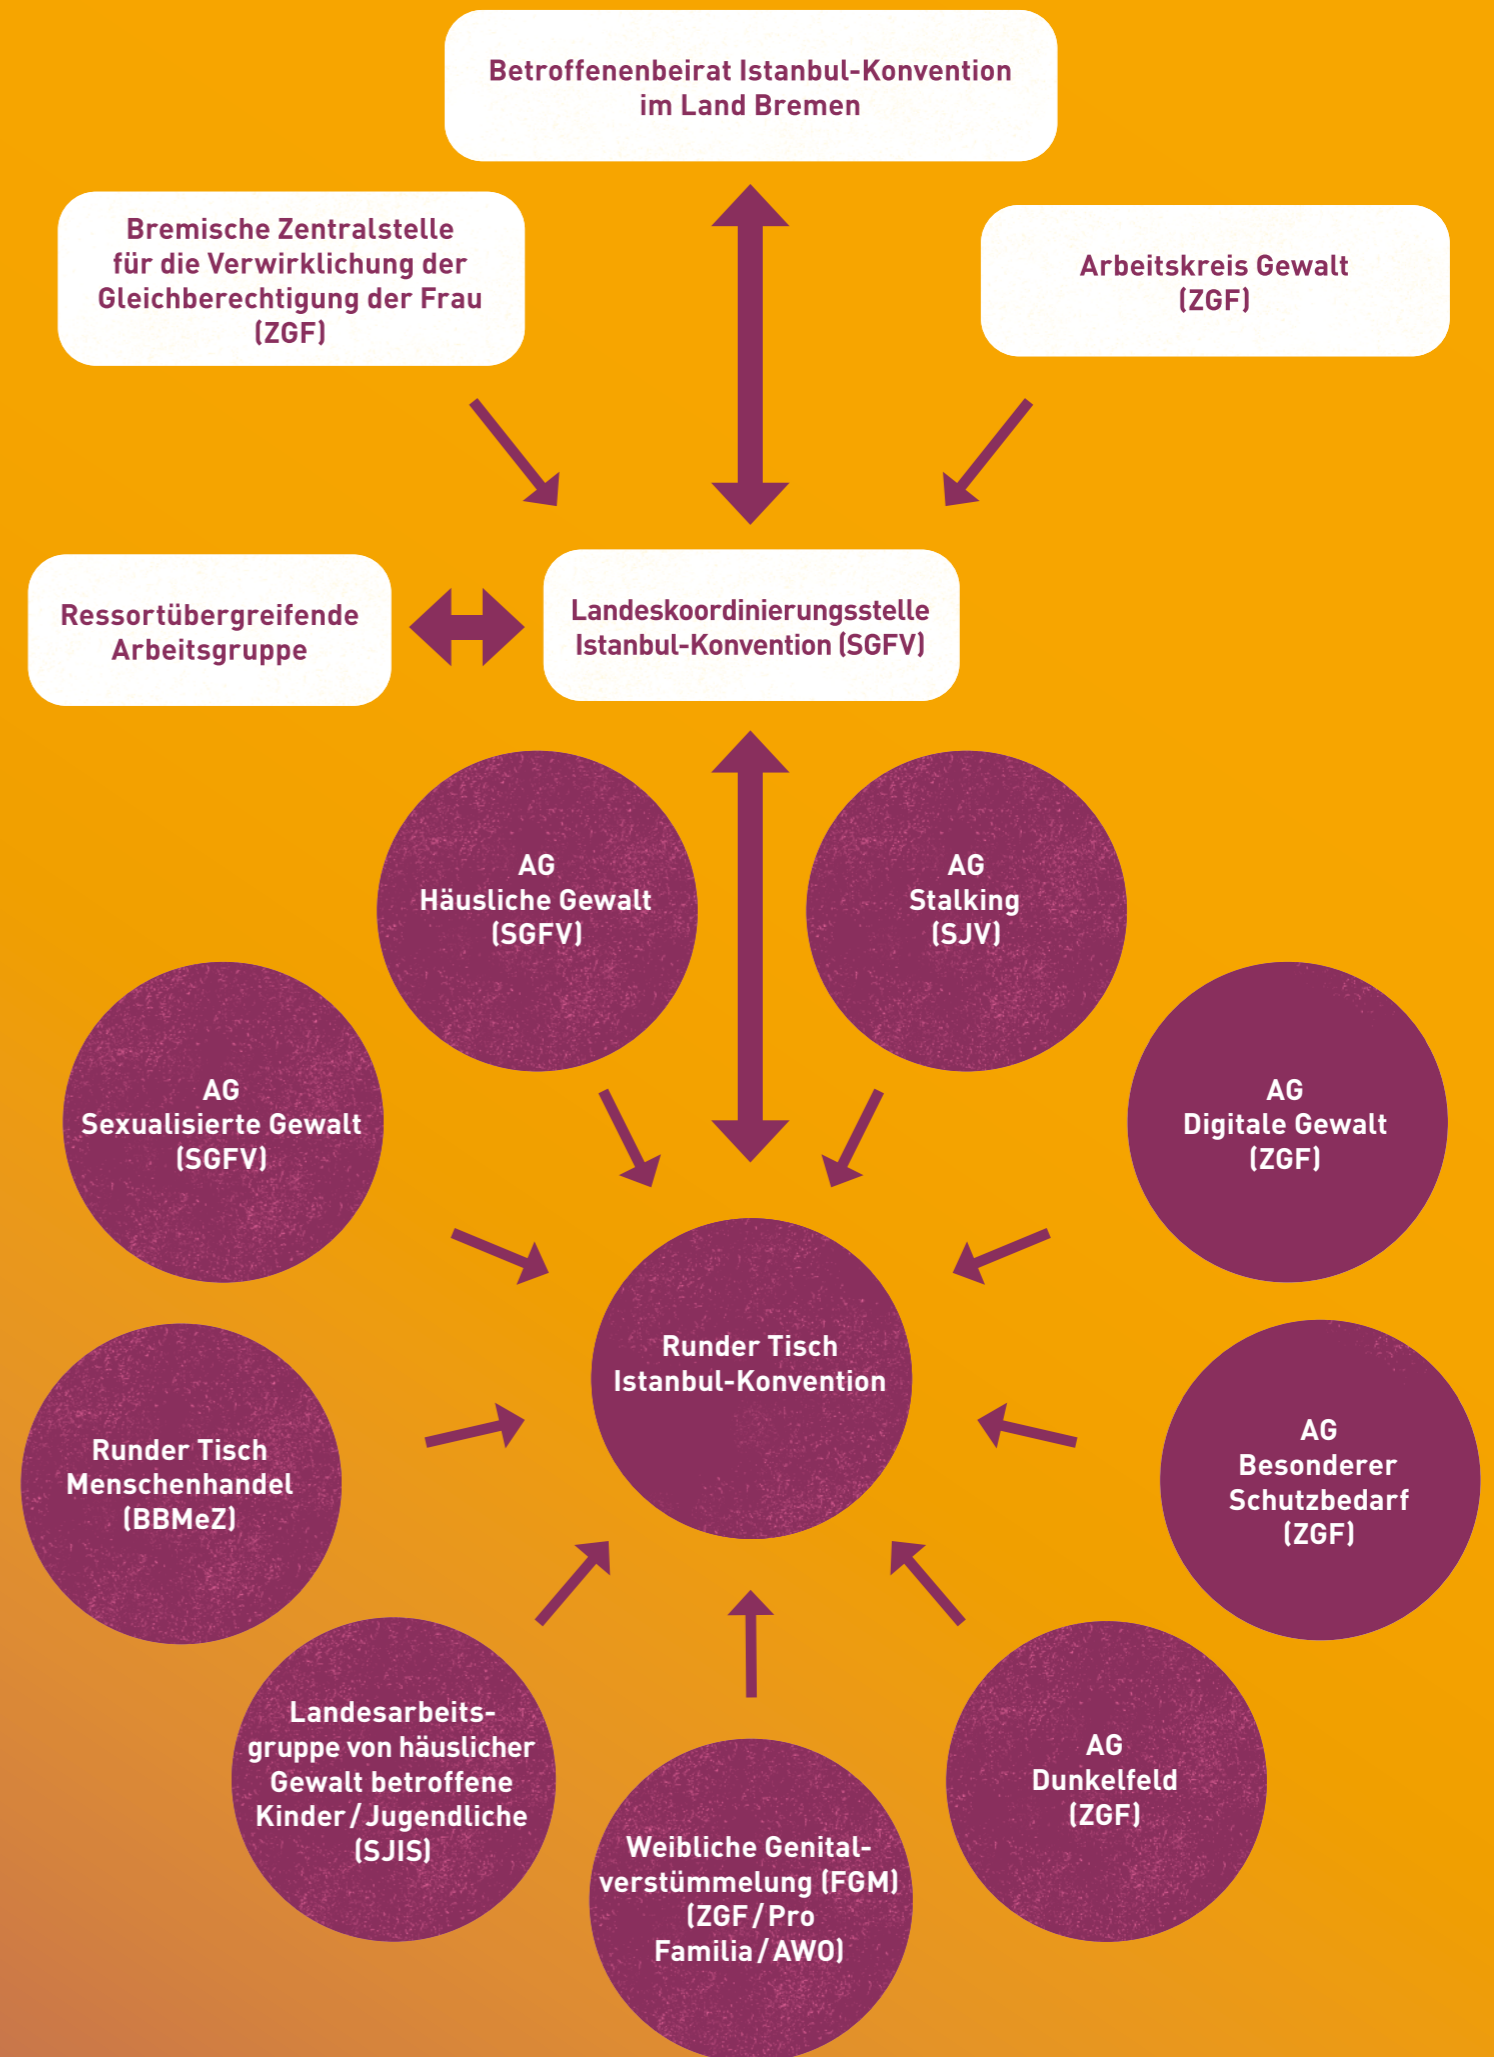 Betroffenenbeirat Istanbul-Konvention
im Land Bremen
Bremische Zentralstelle
für die Verwirklichung der
Gleichberechtigung der Frau
(ZGF)
Arbeitskreis Gewalt
(ZGF)
Ressortübergreifende
Arbeitsgruppe
Landeskoordinierungsstelle
Istanbul-Konvention (SGFV)
AG
Häusliche Gewalt
(SGFV)
AG
Stalking
(SJV)
AG
Sexualisierte Gewalt
(SGFV)
AG
Digitale Gewalt
(ZGF)
Runder Tisch
Istanbul-Konvention
Runder Tisch
Menschenhandel
(BBMeZ)
AG
Besonderer
Schutzbedarf
(ZGF)
Landesarbeits-
gruppe von häuslicher
Gewalt betroffene
Kinder / Jugendliche
(SJIS)
Weibliche Genital-
verstümmelung (FGM)
(ZGF / Pro
Familia / AWO)
AG
Dunkelfeld
(ZGF)